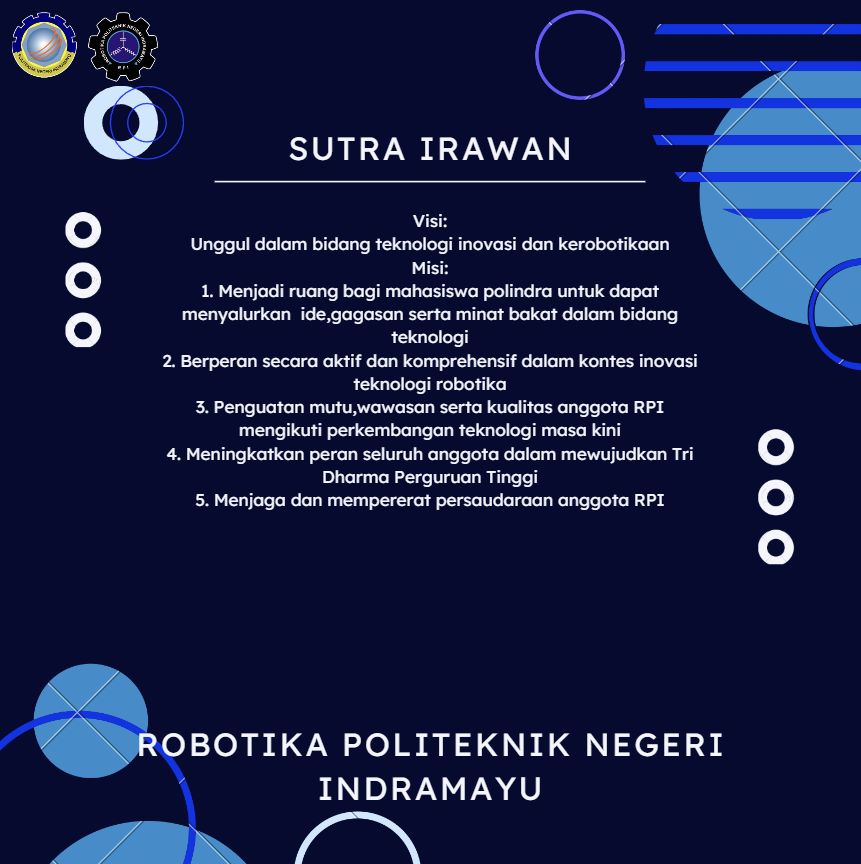 SUTRA IRAWAN
Visi:
Unggul dalam bidang teknologi inovasi dan kerobotikaan
Misi:
1. Menjadi ruang bagi mahasiswa polindra untuk dapat
menyalurkan  ide,gagasan serta minat bakat dalam bidang
teknologi
2. Berperan secara aktif dan komprehensif dalam kontes inovasi
teknologi robotika
3. Penguatan mutu,wawasan serta kualitas anggota RPI
mengikuti perkembangan teknologi masa kini
4. Meningkatkan peran seluruh anggota dalam mewujudkan Tri
Dharma Perguruan Tinggi
5. Menjaga dan mempererat persaudaraan anggota RPI
ROBOTIKA POLITEKNIK NEGERI
INDRAMAYU